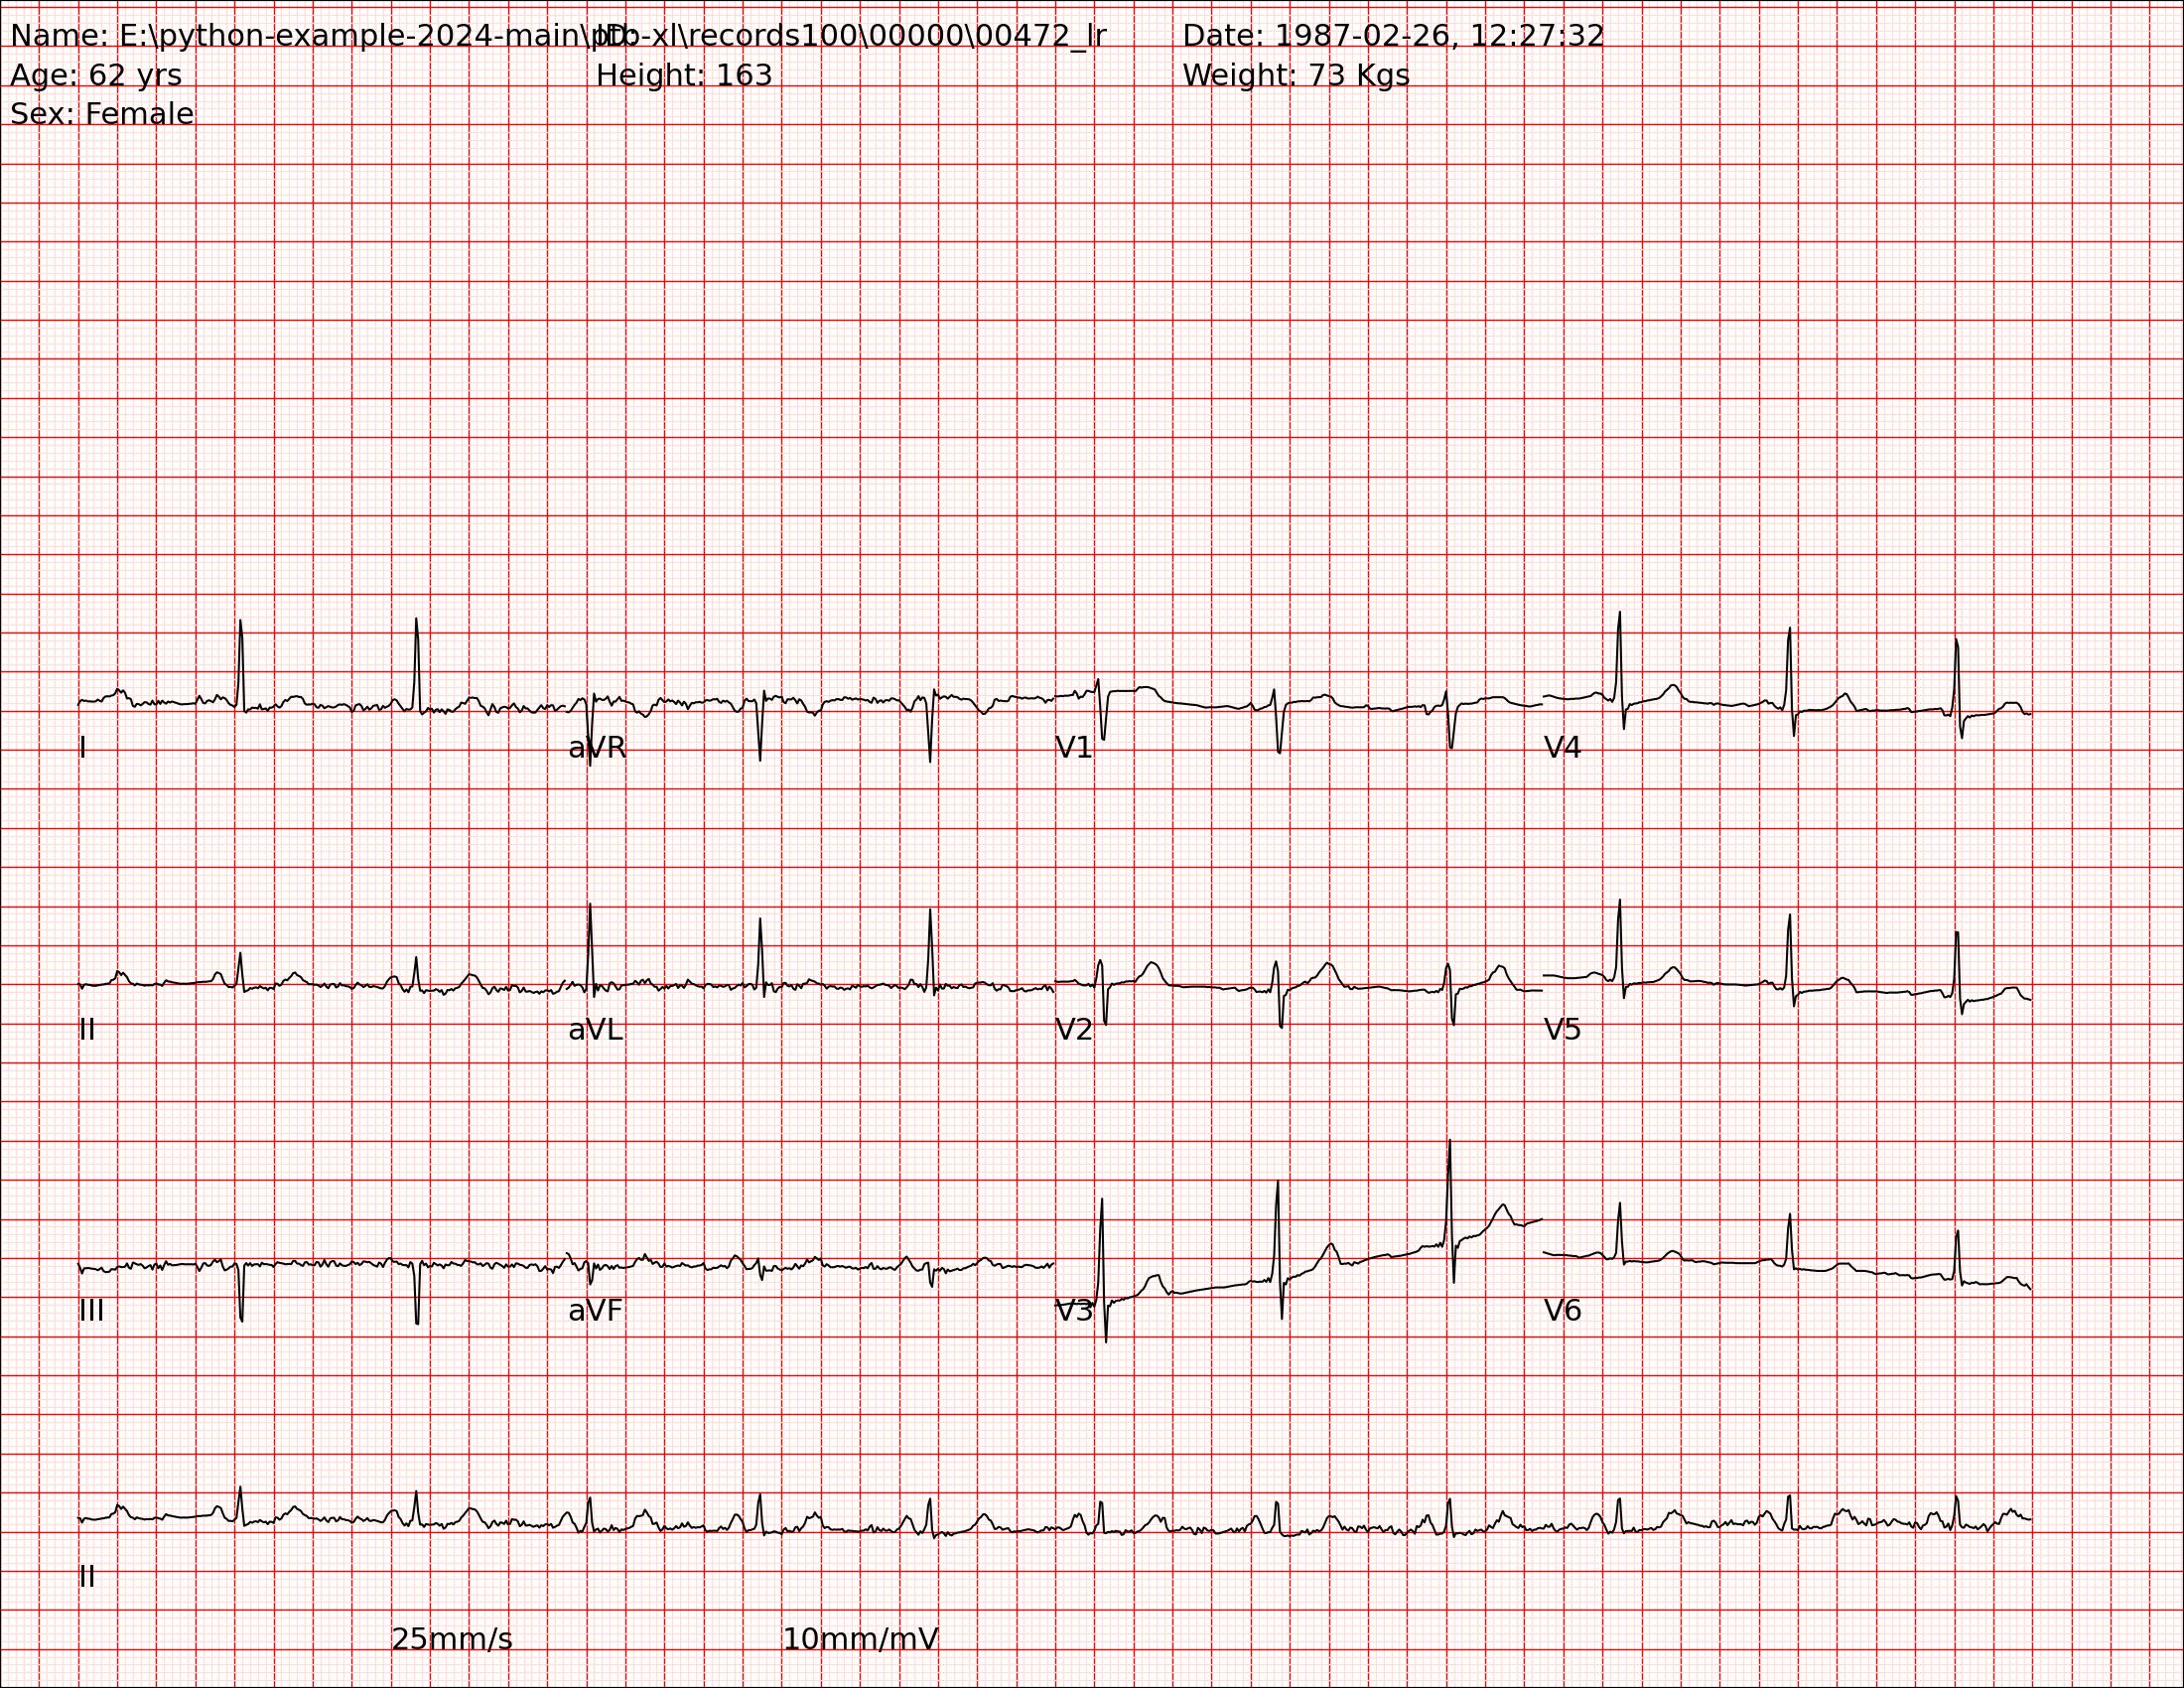 Name: E:\python-example-2024-main\ptb-xl\records100\00000\00472_lr ID: Date: 1987-02-26, 12:27:32
Age: 62 yrs Height: 163 Weight: 73 Kgs
Sex: Female
I aVR V1 V4
II aVL V2 V5
III aVF V3 V6
II
25mm/s 10mm/mV